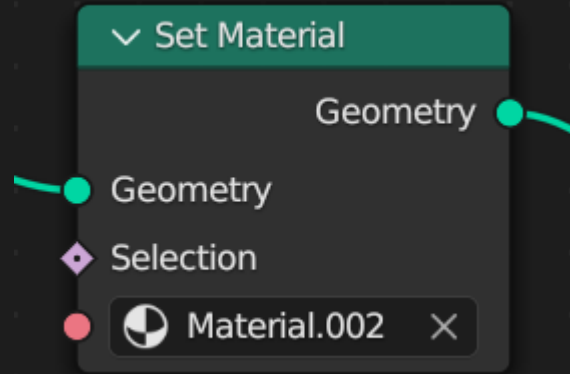 Set Material
Geometry
Geometry
Selection
Material.002